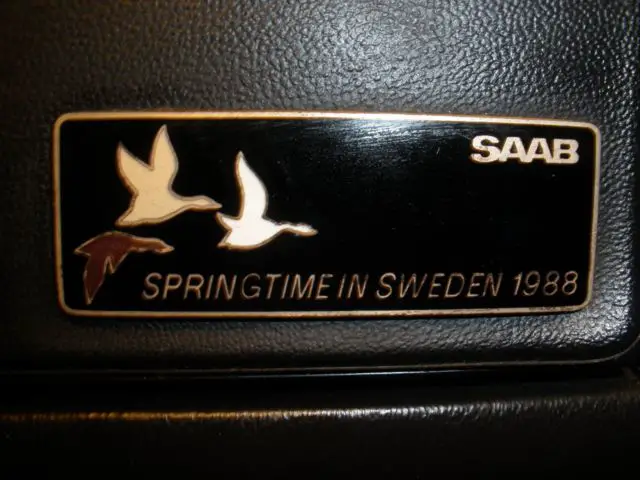 SAAB
SPRINGTIME IN SWEDEN 1988